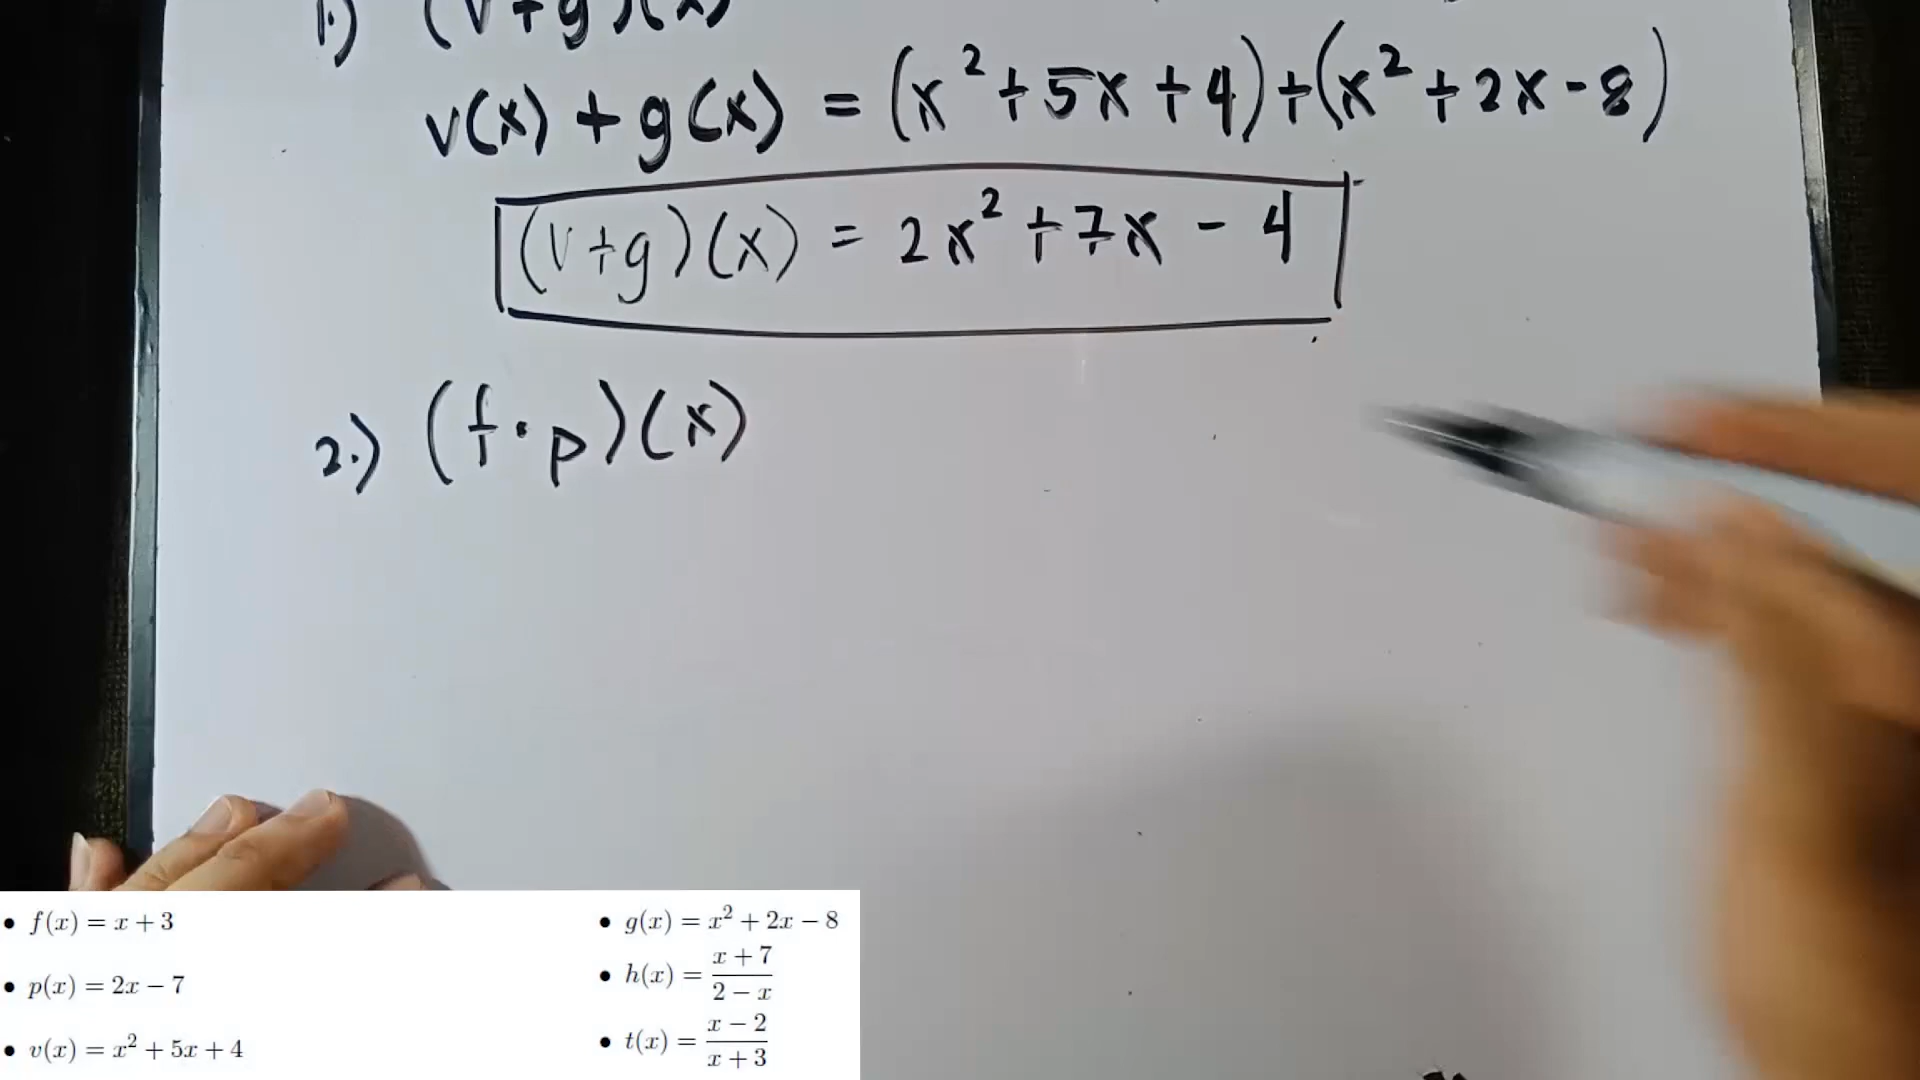 1.) (v+g)(x)
v(x) + g(x) = (x² + 5x + 4) + (x² + 2x - 8)
(v+g)(x) = 2x² + 7x - 4
2.) (f·p)(x)
• f(x) = x + 3
• p(x) = 2x − 7
• v(x) = x² + 5x + 4
• g(x) = x² + 2x − 8
• h(x) = (x + 7)/(2 − x)
• t(x) = (x − 2)/(x + 3)